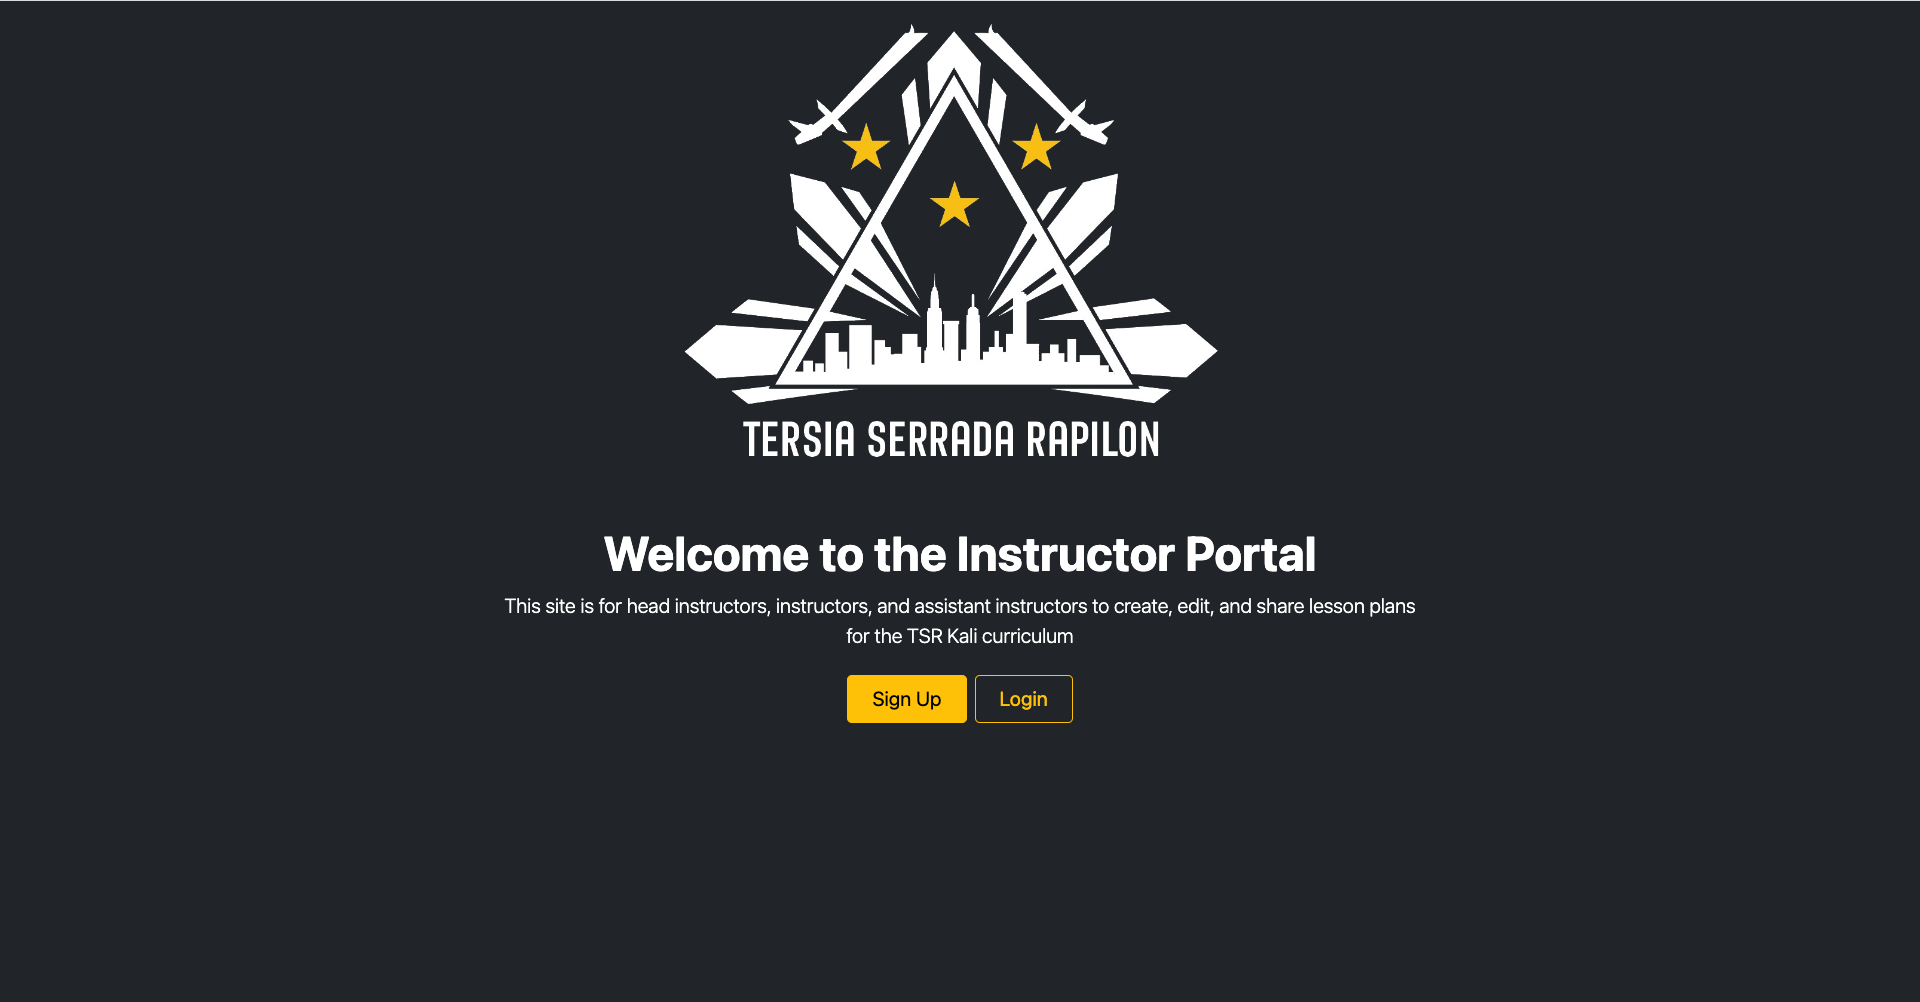 TERSIA SERRADA RAPILON
Welcome to the Instructor Portal
This site is for head instructors, instructors, and assistant instructors to create, edit, and share lesson plans
for the TSR Kali curriculum
Sign Up
Login